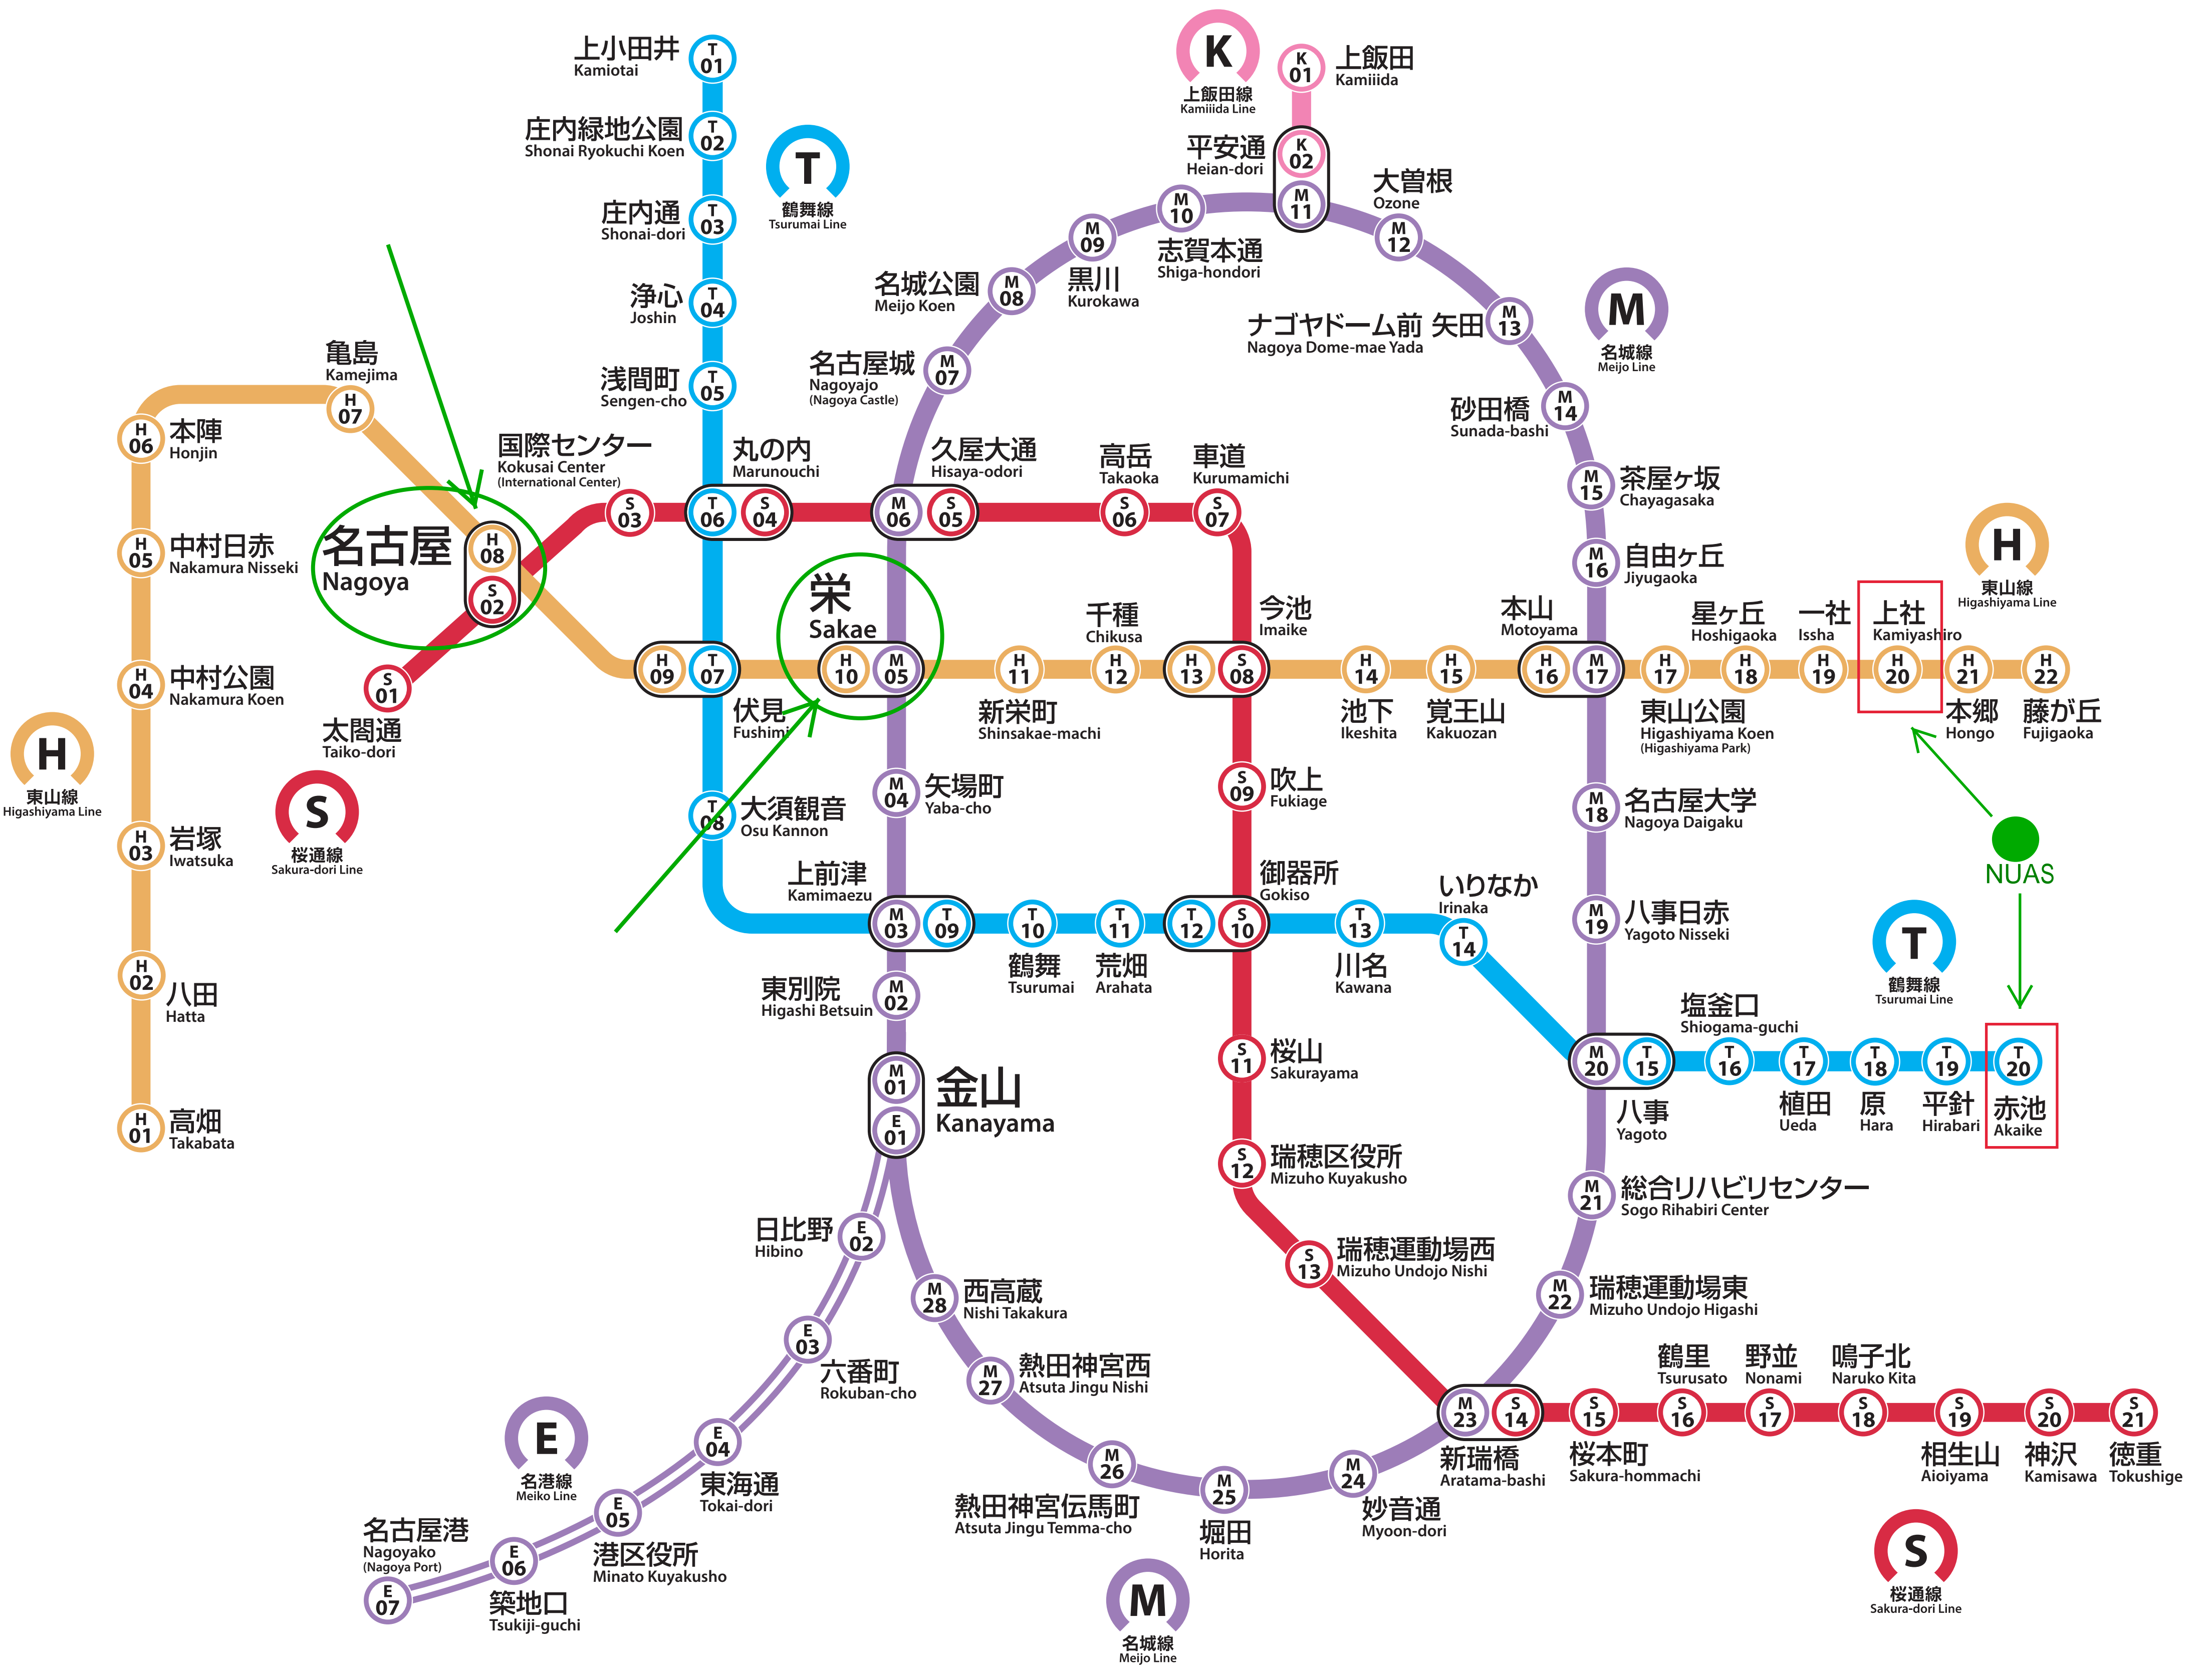 上小田井
Kamiotai
T
01
庄内緑地公園
Shonai Ryokuchi Koen
T
02
庄内通
Shonai-dori
T
03
浄心
Joshin
T
04
浅間町
Sengen-cho
T
05
T
鶴舞線
Tsurumai Line
K
上飯田線
Kamiiida Line
K
01
上飯田
Kamiiida
平安通
Heian-dori
K
02
M
11
大曽根
Ozone
M
12
M
10
志賀本通
Shiga-hondori
M
09
黒川
Kurokawa
名城公園
Meijo Koen
M
08
名古屋城
Nagoyajo
(Nagoya Castle)
M
07
ナゴヤドーム前 矢田
Nagoya Dome-mae Yada
M
13
M
名城線
Meijo Line
砂田橋
Sunada-bashi
M
14
M
15
茶屋ヶ坂
Chayagasaka
M
16
自由ヶ丘
Jiyugaoka
亀島
Kamejima
H
07
H
06
本陣
Honjin
H
05
中村日赤
Nakamura Nisseki
H
04
中村公園
Nakamura Koen
H
03
岩塚
Iwatsuka
H
02
八田
Hatta
H
01
高畑
Takabata
H
東山線
Higashiyama Line
名古屋
Nagoya
H
08
S
02
S
01
太閤通
Taiko-dori
S
桜通線
Sakura-dori Line
国際センター
Kokusai Center
(International Center)
S
03
丸の内
Marunouchi
T
06
S
04
久屋大通
Hisaya-odori
M
06
S
05
高岳
Takaoka
S
06
車道
Kurumamichi
S
07
H
09
T
07
伏見
Fushimi
栄
Sakae
H
10
M
05
H
11
新栄町
Shinsakae-machi
千種
Chikusa
H
12
今池
Imaike
H
13
S
08
H
14
池下
Ikeshita
H
15
覚王山
Kakuozan
本山
Motoyama
H
16
M
17
H
17
東山公園
Higashiyama Koen
(Higashiyama Park)
星ヶ丘
Hoshigaoka
H
18
一社
Issha
H
19
上社
Kamiyashiro
H
20
H
21
本郷
Hongo
H
22
藤が丘
Fujigaoka
H
東山線
Higashiyama Line
NUAS
T
08
大須観音
Osu Kannon
M
04
矢場町
Yaba-cho
S
09
吹上
Fukiage
M
18
名古屋大学
Nagoya Daigaku
M
19
八事日赤
Yagoto Nisseki
上前津
Kamimaezu
M
03
T
09
T
10
鶴舞
Tsurumai
T
11
荒畑
Arahata
御器所
Gokiso
T
12
S
10
T
13
川名
Kawana
いりなか
Irinaka
T
14
T
鶴舞線
Tsurumai Line
東別院
Higashi Betsuin
M
02
M
01
E
01
金山
Kanayama
S
11
桜山
Sakurayama
S
12
瑞穂区役所
Mizuho Kuyakusho
M
20
T
15
八事
Yagoto
塩釜口
Shiogama-guchi
T
16
T
17
植田
Ueda
T
18
原
Hara
T
19
平針
Hirabari
T
20
赤池
Akaike
M
21
総合リハビリセンター
Sogo Rihabiri Center
M
22
瑞穂運動場東
Mizuho Undojo Higashi
S
13
瑞穂運動場西
Mizuho Undojo Nishi
日比野
Hibino
E
02
E
03
六番町
Rokuban-cho
E
04
東海通
Tokai-dori
E
05
港区役所
Minato Kuyakusho
E
06
築地口
Tsukiji-guchi
名古屋港
Nagoyako
(Nagoya Port)
E
07
E
名港線
Meiko Line
M
28
西高蔵
Nishi Takakura
M
27
熱田神宮西
Atsuta Jingu Nishi
M
26
熱田神宮伝馬町
Atsuta Jingu Temma-cho
M
25
堀田
Horita
M
24
妙音通
Myoon-dori
M
23
S
14
新瑞橋
Aratama-bashi
S
15
桜本町
Sakura-hommachi
鶴里
Tsurusato
S
16
野並
Nonami
S
17
鳴子北
Naruko Kita
S
18
S
19
相生山
Aioiyama
S
20
神沢
Kamisawa
S
21
徳重
Tokushige
M
名城線
Meijo Line
S
桜通線
Sakura-dori Line